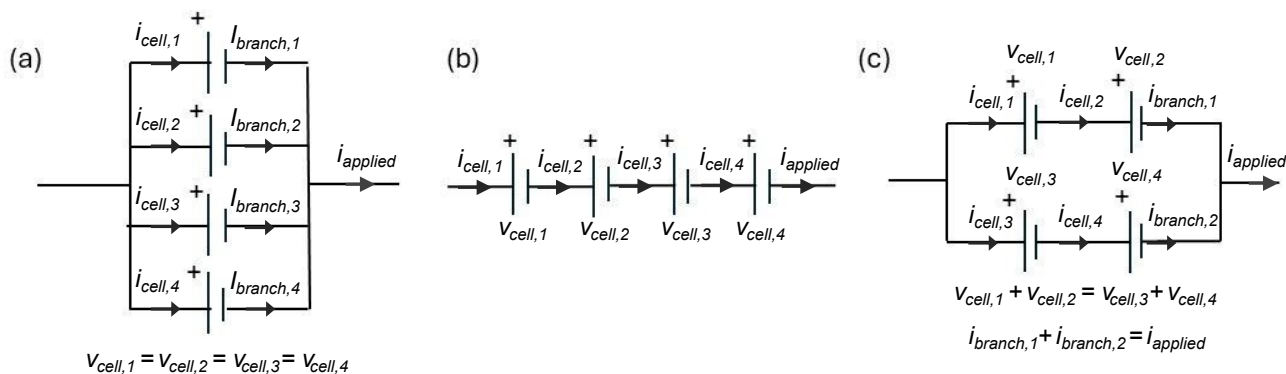 (a)
+
i_cell,1 I_branch,1
+
i_cell,2 I_branch,2
i_applied
+
i_cell,3 I_branch,3
+
i_cell,4 I_branch,4
v_cell,1 = v_cell,2 = v_cell,3 = v_cell,4
(b)
+ + + +
i_cell,1 i_cell,2 i_cell,3 i_cell,4 i_applied
v_cell,1 v_cell,2 v_cell,3 v_cell,4
(c)
v_cell,1 v_cell,2
+ +
i_cell,1 i_cell,2 i_branch,1
i_applied
v_cell,3 v_cell,4
+ +
i_cell,3 i_cell,4 i_branch,2
v_cell,1 + v_cell,2 = v_cell,3 + v_cell,4
i_branch,1 + i_branch,2 = i_applied